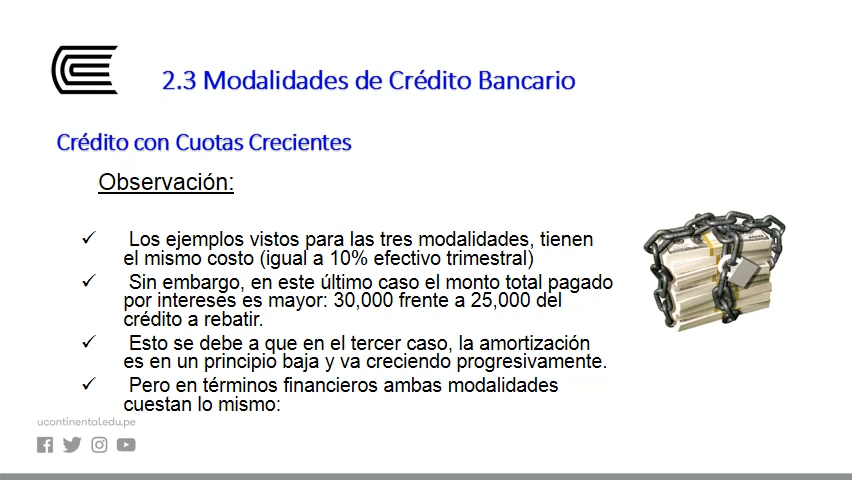 2.3 Modalidades de Crédito Bancario
Crédito con Cuotas Crecientes
Observación:
✓ Los ejemplos vistos para las tres modalidades, tienen
el mismo costo (igual a 10% efectivo trimestral)
✓ Sin embargo, en este último caso el monto total pagado
por intereses es mayor: 30,000 frente a 25,000 del
crédito a rebatir.
✓ Esto se debe a que en el tercer caso, la amortización
es en un principio baja y va creciendo progresivamente.
✓ Pero en términos financieros ambas modalidades
cuestan lo mismo:
ucontinental.edu.pe